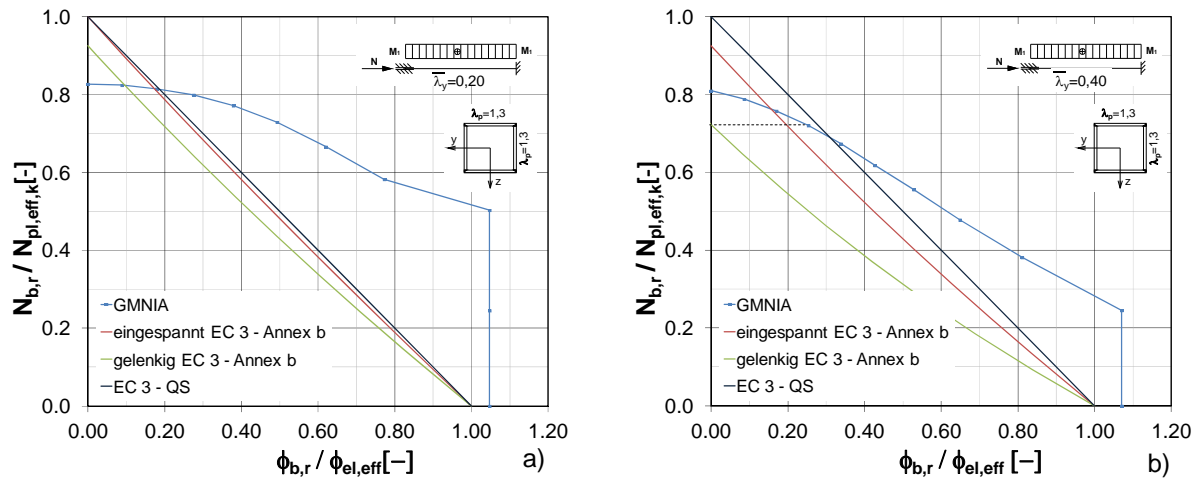 1.0
0.8
0.6
0.4
0.2
0.0
N_b,r / N_pl,eff,k[-]
M₁ M₁
N
λ̅_y=0,20
λₚ=1,3
λₚ=1,3
y
z
GMNIA
eingespannt EC 3 - Annex b
gelenkig EC 3 - Annex b
EC 3 - QS
0.00 0.20 0.40 0.60 0.80 1.00 1.20
ϕ_b,r / ϕ_el,eff[–]
a)
1.0
0.8
0.6
0.4
0.2
0.0
N_b,r / N_pl,eff,k[-]
M₁ M₁
N
λ̅_y=0,40
λₚ=1,3
λₚ=1,3
y
z
GMNIA
eingespannt EC 3 - Annex b
gelenkig EC 3 - Annex b
EC 3 - QS
0.00 0.20 0.40 0.60 0.80 1.00 1.20
ϕ_b,r / ϕ_el,eff [–]
b)